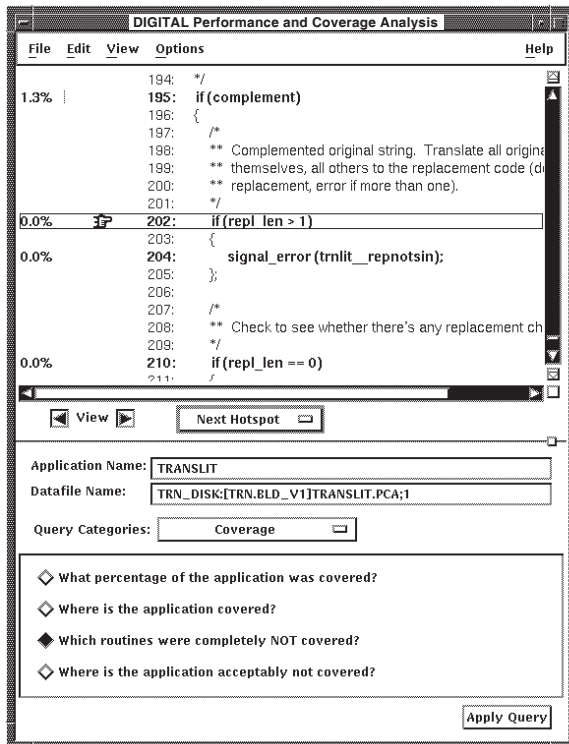 DIGITAL Performance and Coverage Analysis
File Edit View Options Help
194: */
1.3% 195: if (complement)
196: {
197: /*
198: ** Complemented original string. Translate all origina
199: ** themselves, all others to the replacement code (d
200: ** replacement, error if more than one).
201: */
0.0% 202: if (repl_len > 1)
203: {
0.0% 204: signal_error (trnlit__repnotsin);
205: };
206:
207: /*
208: ** Check to see whether there's any replacement ch
209: */
0.0% 210: if (repl_len == 0)
211: {
View Next Hotspot
Application Name: TRANSLIT
Datafile Name: TRN_DISK:[TRN.BLD_V1]TRANSLIT.PCA;1
Query Categories: Coverage
What percentage of the application was covered?
Where is the application covered?
Which routines were completely NOT covered?
Where is the application acceptably not covered?
Apply Query